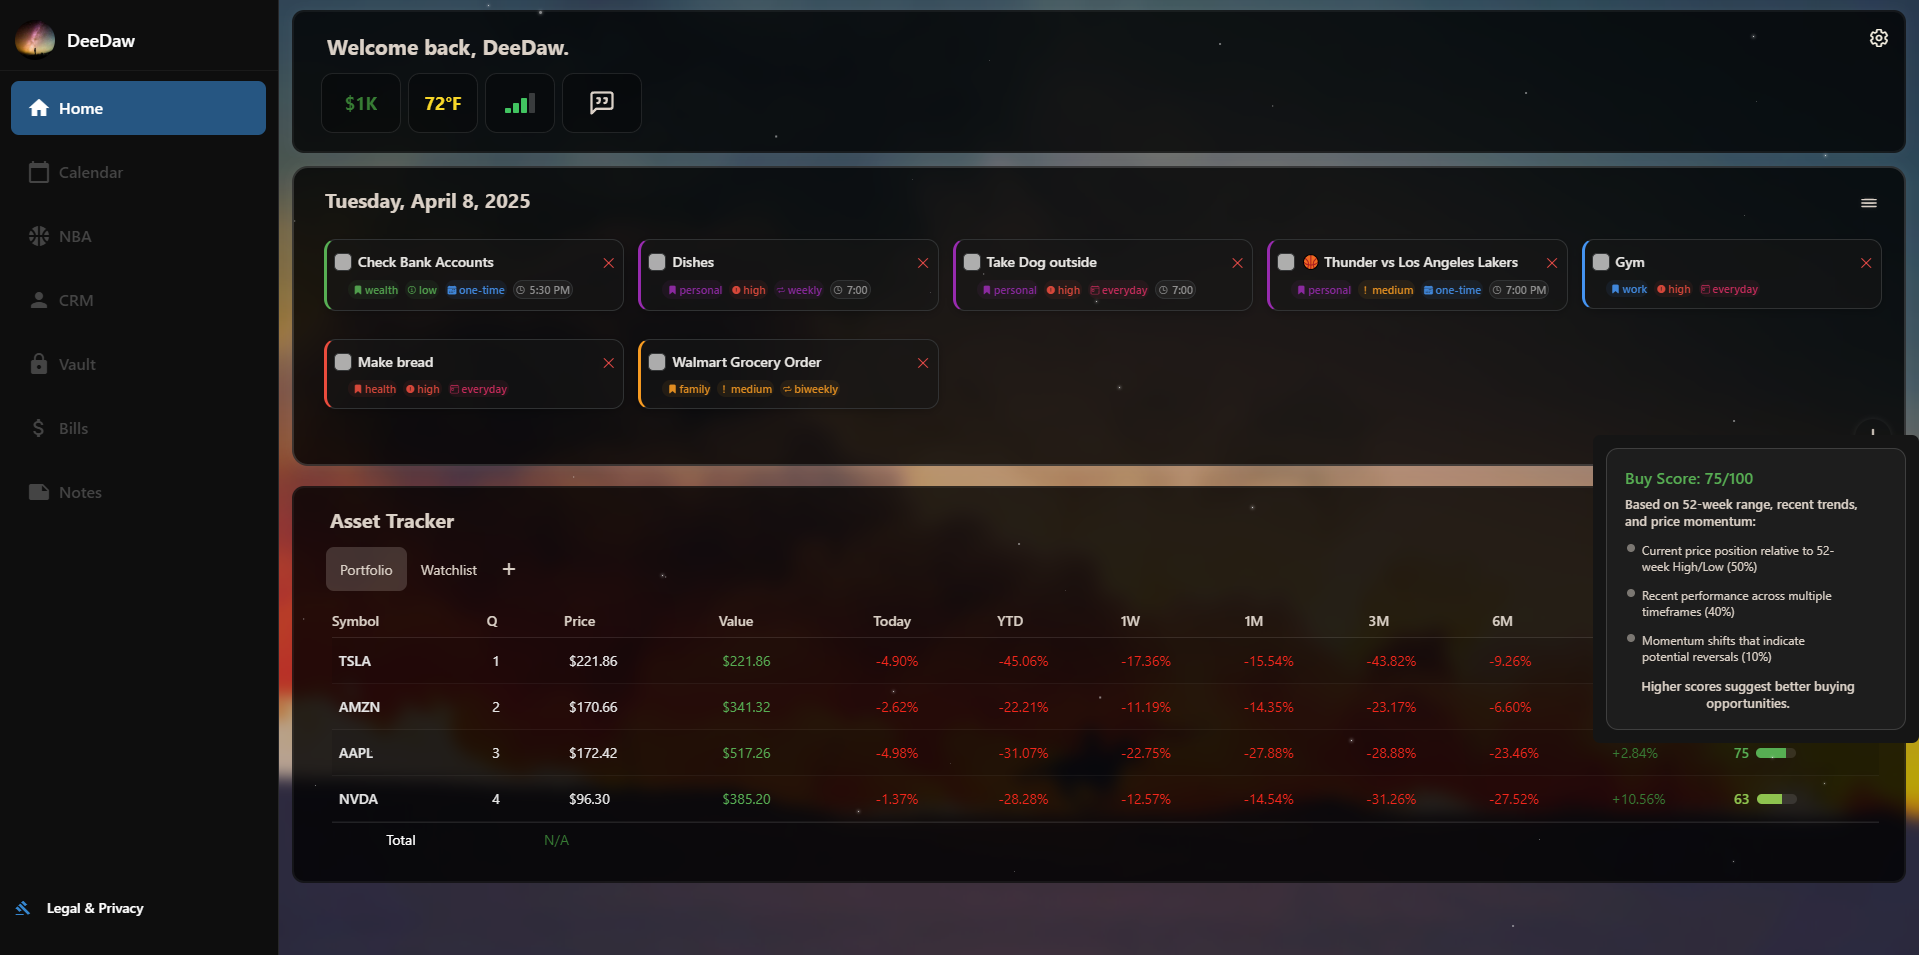 DeeDaw
Home
Calendar
NBA
CRM
Vault
Bills
Notes
Legal & Privacy
Welcome back, DeeDaw.
$1K
72°F
Tuesday, April 8, 2025
Check Bank Accounts
wealth low one-time 5:30 PM
Dishes
personal high weekly 7:00
Take Dog outside
personal high everyday 7:00
Thunder vs Los Angeles Lakers
personal medium one-time 7:00 PM
Gym
work high everyday
Make bread
health high everyday
Walmart Grocery Order
family medium biweekly
Asset Tracker
Portfolio Watchlist +
Symbol Q Price Value Today YTD 1W 1M 3M 6M
TSLA 1 $221.86 $221.86 -4.90% -45.06% -17.36% -15.54% -43.82% -9.26%
AMZN 2 $170.66 $341.32 -2.62% -22.21% -11.19% -14.35% -23.17% -6.60%
AAPL 3 $172.42 $517.26 -4.98% -31.07% -22.75% -27.88% -28.88% -23.46% +2.84% 75
NVDA 4 $96.30 $385.20 -1.37% -28.28% -12.57% -14.54% -31.26% -27.52% +10.56% 63
Total N/A
Buy Score: 75/100
Based on 52-week range, recent trends,
and price momentum:
Current price position relative to 52-
week High/Low (50%)
Recent performance across multiple
timeframes (40%)
Momentum shifts that indicate
potential reversals (10%)
Higher scores suggest better buying
opportunities.